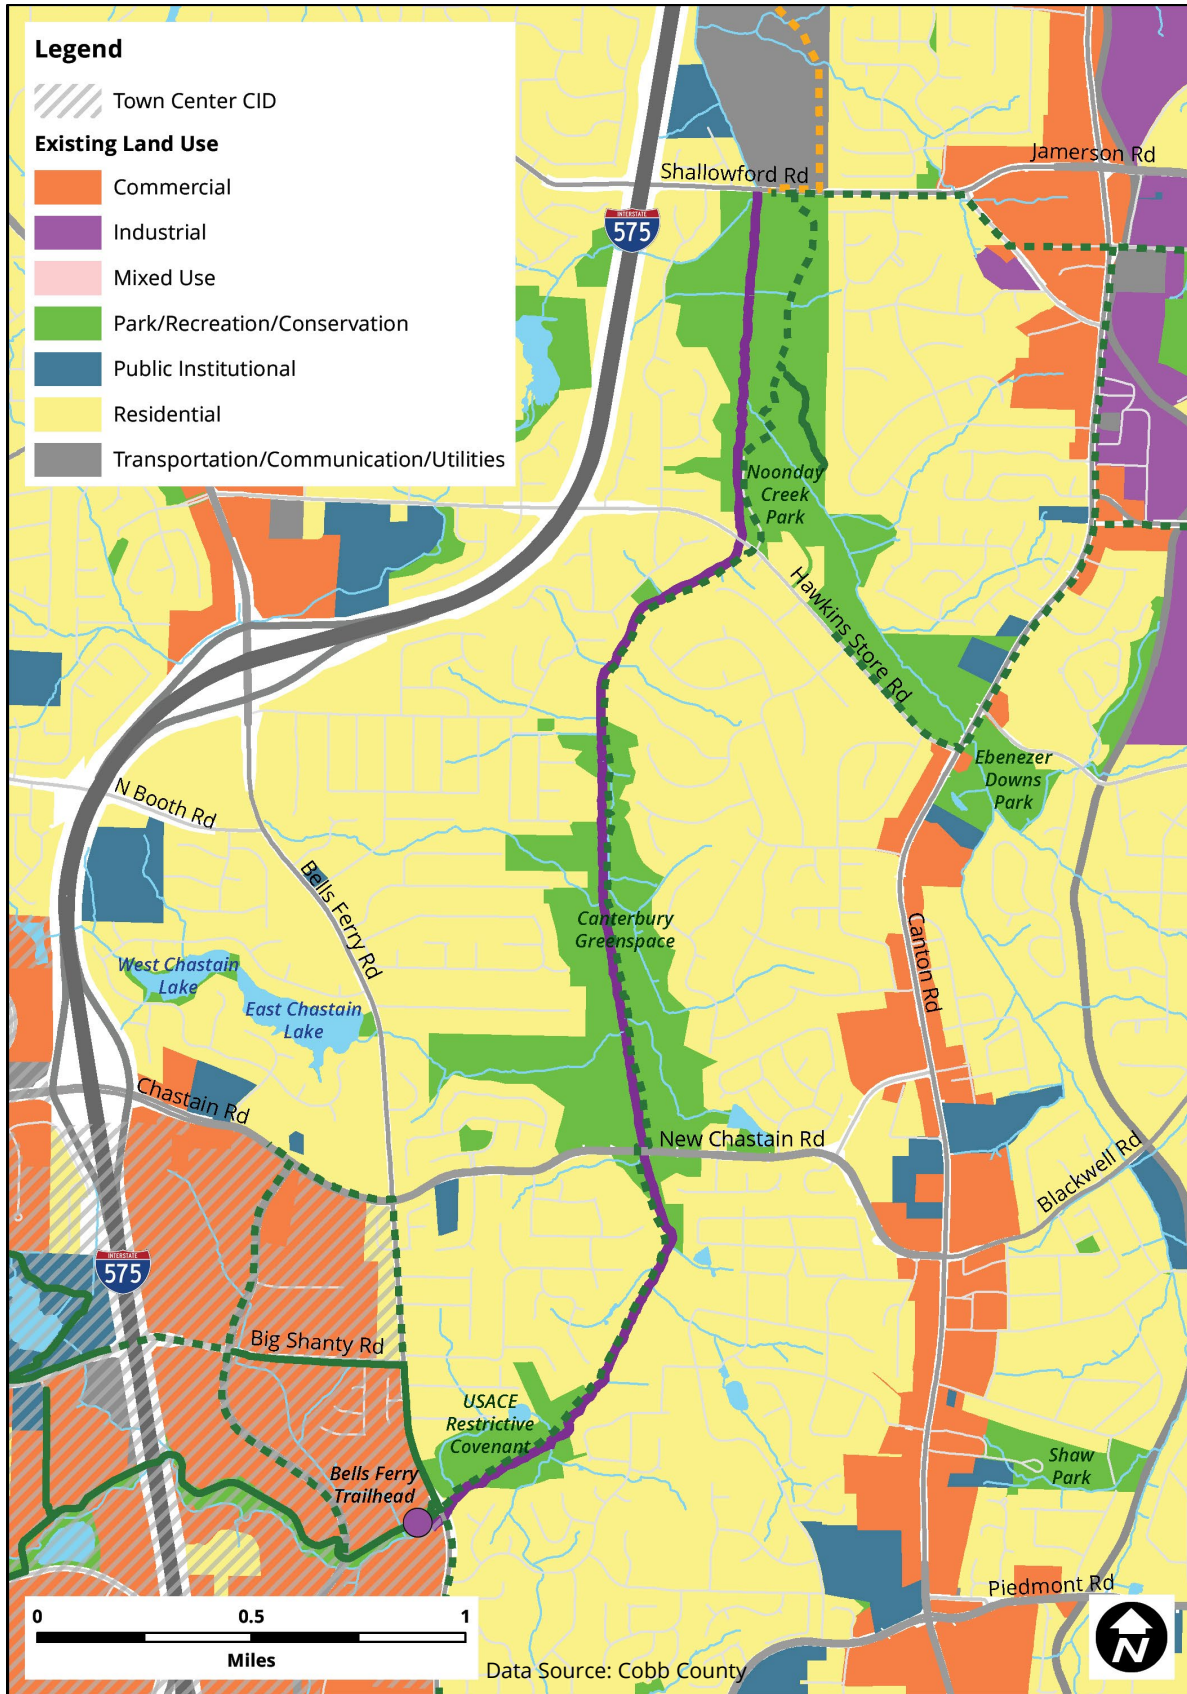 Legend
Town Center CID
Existing Land Use
Commercial
Industrial
Mixed Use
Park/Recreation/Conservation
Public Institutional
Residential
Transportation/Communication/Utilities
Shallowford Rd
Jamerson Rd
INTERSTATE
575
Noonday
Creek
Park
Hawkins Store Rd
Ebenezer
Downs
Park
N Booth Rd
Bells Ferry Rd
Canterbury
Greenspace
Canton Rd
West Chastain
Lake
East Chastain
Lake
Chastain Rd
New Chastain Rd
Blackwell Rd
INTERSTATE
575
Big Shanty Rd
USACE
Restrictive
Covenant
Bells Ferry
Trailhead
Shaw
Park
Piedmont Rd
0 0.5 1
Miles
Data Source: Cobb County
N